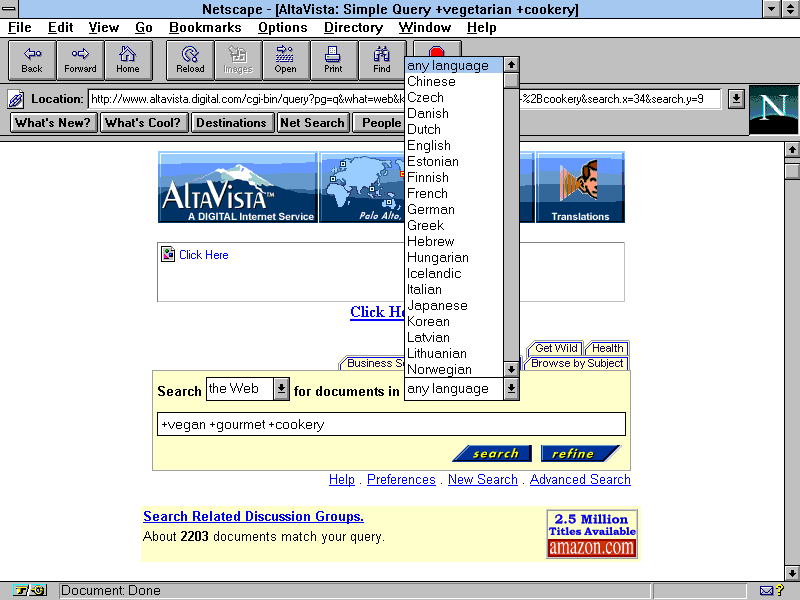 Netscape - [AltaVista: Simple Query +vegetarian +cookery]
File Edit View Go Bookmarks Options Directory Window Help
Back Forward Home Reload Images Open Print Find
Location: http://www.altavista.digital.com/cgi-bin/query?pg=q&what=web&k -%2Bcookery&search.x=34&search.y=9
N
What's New? What's Cool? Destinations Net Search People
any language
Chinese
Czech
Danish
Dutch
English
Estonian
Finnish
French
German
Greek
Hebrew
Hungarian
Icelandic
Italian
Japanese
Korean
Latvian
Lithuanian
Norwegian
ALTAVISTA™
A DIGITAL Internet Service
Palo Alto,
Translations
Click Here
Click He
Get Wild Health
Business S Browse by Subject
Search the Web for documents in any language
+vegan +gourmet +cookery
search refine
Help . Preferences . New Search . Advanced Search
Search Related Discussion Groups.
About 2203 documents match your query.
2.5 Million
Titles Available
amazon.com
Document: Done